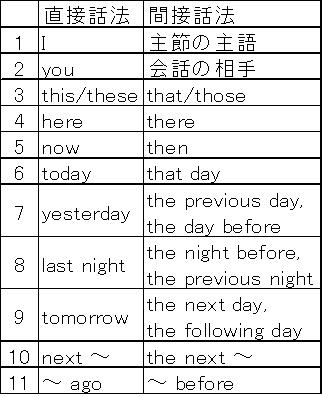 直接話法 間接話法
1 I 主節の主語
2 you 会話の相手
3 this/these that/those
4 here there
5 now then
6 today that day
7 yesterday the previous day,
the day before
8 last night the night before,
the previous night
9 tomorrow the next day,
the following day
10 next ～ the next ～
11 ～ ago ～ before